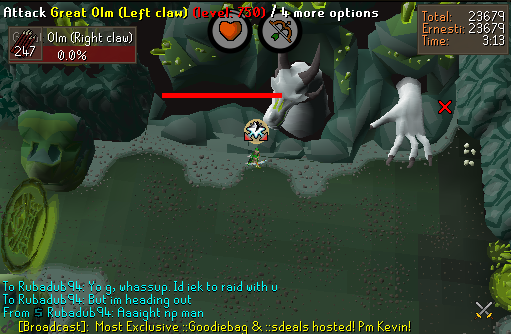 Attack Great Olm (Left claw) (level, 750) / 4 more options
Great Olm (Right claw)
247
0.0%
Total: 23679
Ernesti: 23679
Time: 3:13
To Rubadub94: Yo g, whassup. Id iek to raid with u
To Rubadub94: But im heading out
From S Rubadub94: Aaaight np man
[Broadcast]: Most Exclusive ::Goodiebag & ::sdeals hosted! Pm Kevin!